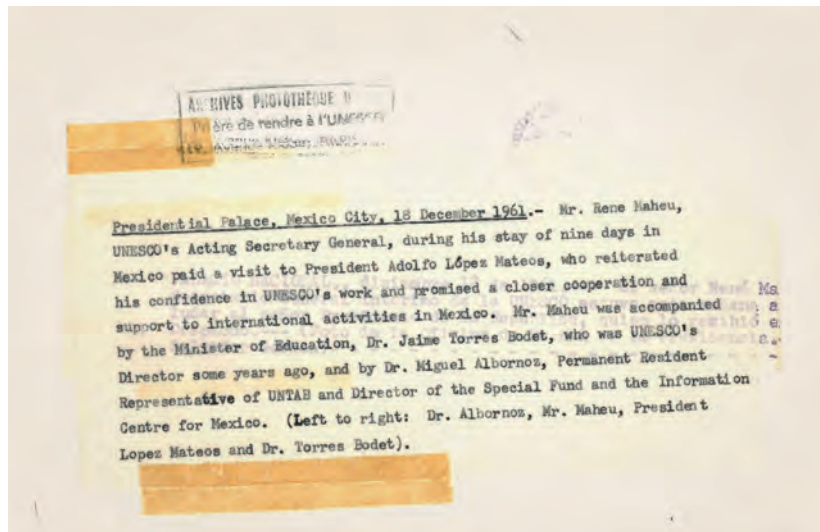 ARCHIVES PHOTOTHÈQUE
Prière de rendre à l'UNESCO
Presidential Palace, Mexico City, 18 December 1961.- Mr. Rene Maheu,
UNESCO's Acting Secretary General, during his stay of nine days in
Mexico paid a visit to President Adolfo López Mateos, who reiterated
his confidence in UNESCO's work and promised a closer cooperation and
support to international activities in Mexico. Mr. Maheu was accompanied
by the Minister of Education, Dr. Jaime Torres Bodet, who was UNESCO's
Director some years ago, and by Dr. Miguel Albornoz, Permanent Resident
Representative of UNTAB and Director of the Special Fund and the Information
Centre for Mexico. (Left to right: Dr. Albornoz, Mr. Maheu, President
Lopez Mateos and Dr. Torres Bodet).